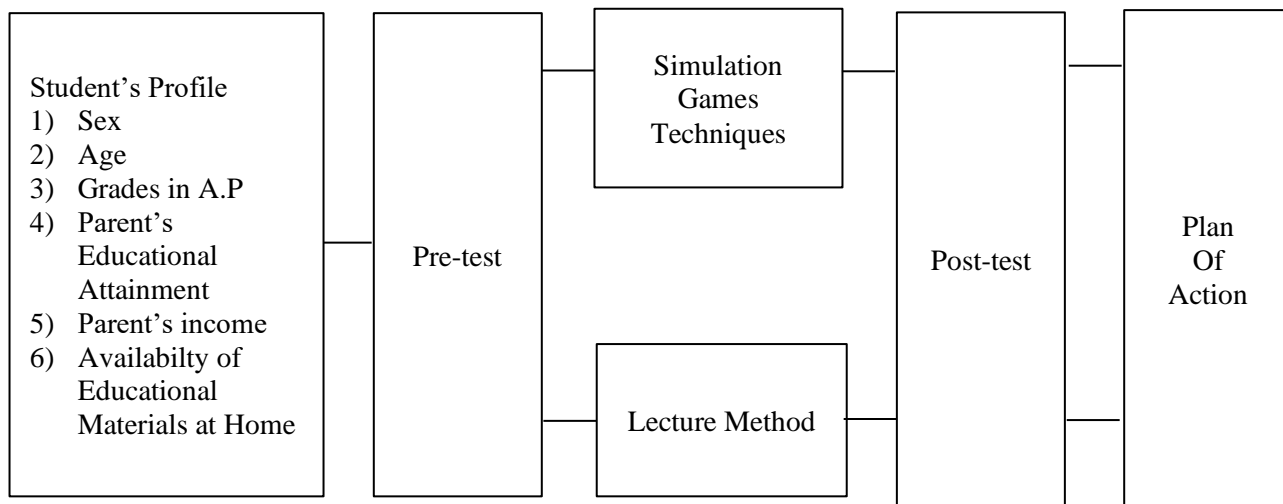 Student’s Profile
1) Sex
2) Age
3) Grades in A.P
4) Parent’s
Educational
Attainment
5) Parent’s income
6) Availabilty of
Educational
Materials at Home
Pre-test
Simulation
Games
Techniques
Lecture Method
Post-test
Plan
Of
Action